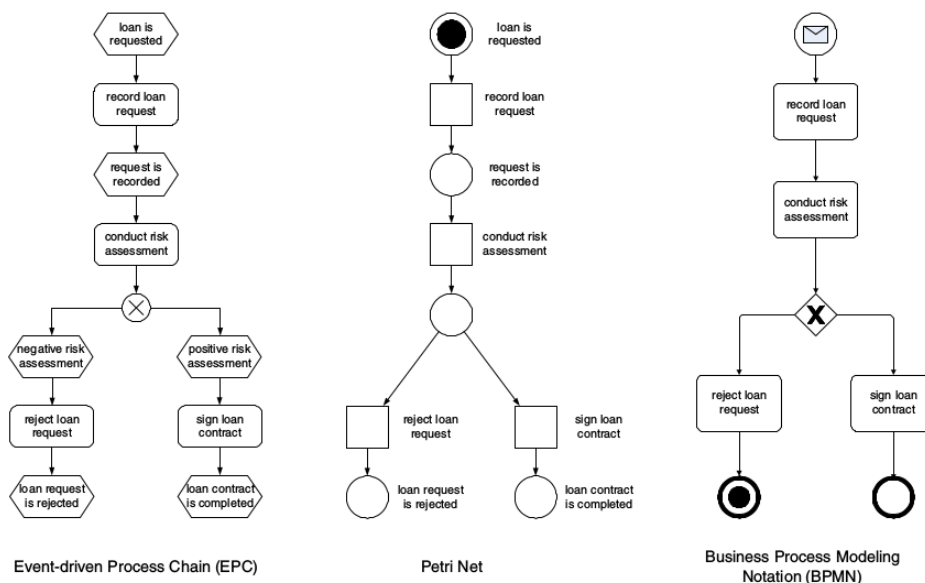 loan is
requested
record loan
request
request is
recorded
conduct risk
assessment
negative risk
assessment
positive risk
assessment
reject loan
request
sign loan
contract
loan request
is rejected
loan contract
is completed
Event-driven Process Chain (EPC)
loan is
requested
record loan
request
request is
recorded
conduct risk
assessment
reject loan
request
sign loan
contract
loan request
is rejected
loan contract
is completed
Petri Net
record loan
request
conduct risk
assessment
X
reject loan
request
sign loan
contract
Business Process Modeling
Notation (BPMN)